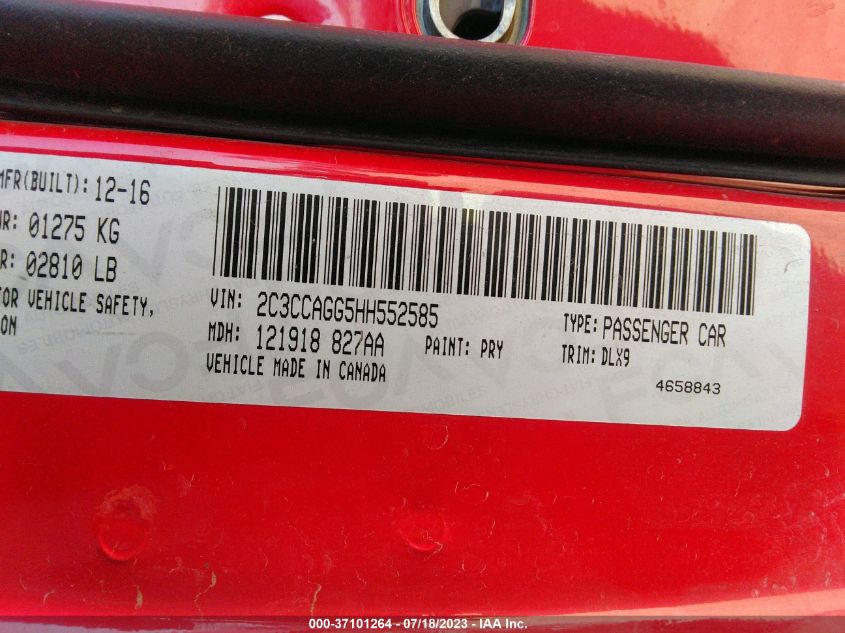 MFR(BUILT): 12-16
WR: 01275 KG
R: 02810 LB
TOR VEHICLE SAFETY,
ON
VIN: 2C3CCAGG5HH552585
TYPE: PASSENGER CAR
MDH: 121918 827AA
PAINT: PRY
TRIM: DLX9
VEHICLE MADE IN CANADA
4658843
000-37101264 - 07/18/2023 - © IAA Inc.